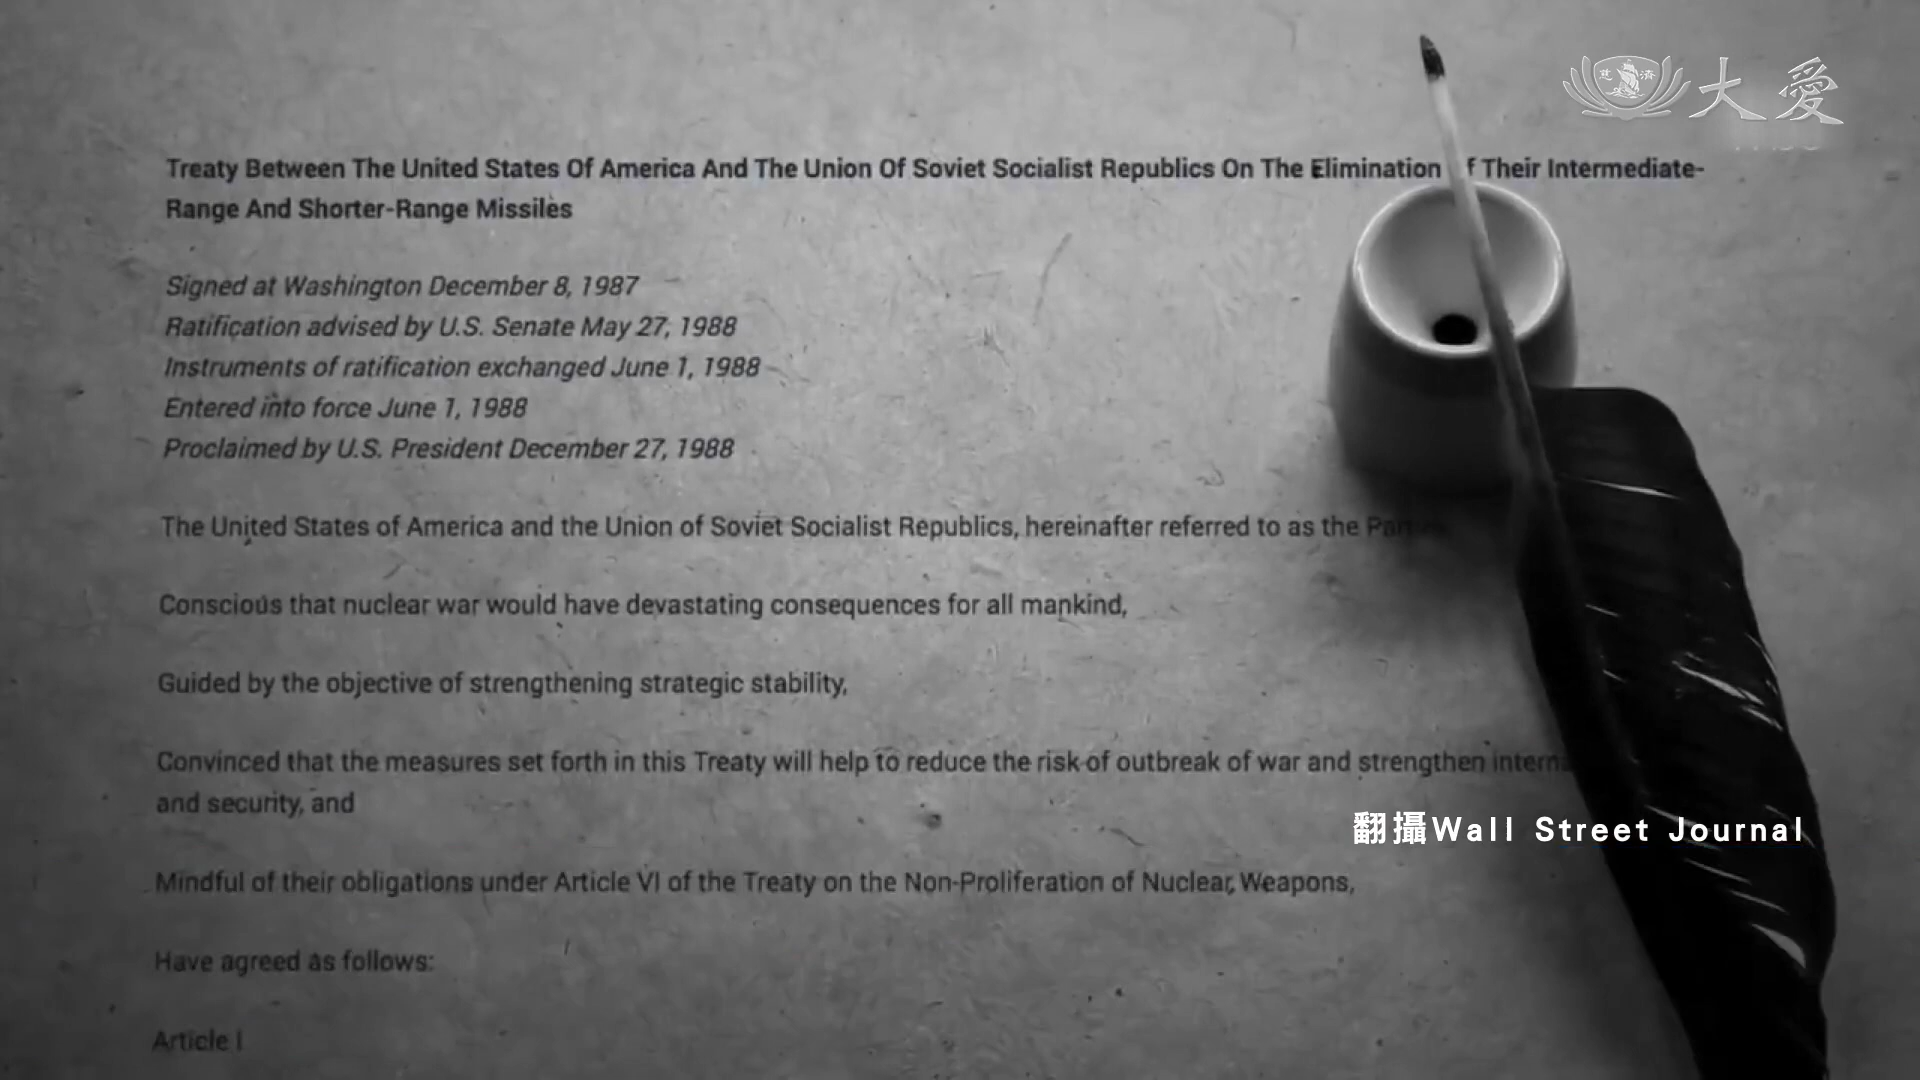 大愛
慈濟
Treaty Between The United States Of America And The Union Of Soviet Socialist Republics On The Elimination f Their Intermediate-
Range And Shorter-Range Missiles
Signed at Washington December 8, 1987
Ratification advised by U.S. Senate May 27, 1988
Instruments of ratification exchanged June 1, 1988
Entered into force June 1, 1988
Proclaimed by U.S. President December 27, 1988
The United States of America and the Union of Soviet Socialist Republics, hereinafter referred to as the
Conscious that nuclear war would have devastating consequences for all mankind,
Guided by the objective of strengthening strategic stability,
Convinced that the measures set forth in this Treaty will help to reduce the risk of outbreak of war and strengthen
and security, and
翻攝Wall Street Journal
Mindful of their obligations under Article VI of the Treaty on the Non-Proliferation of Nuclear Weapons,
Have agreed as follows:
Article I